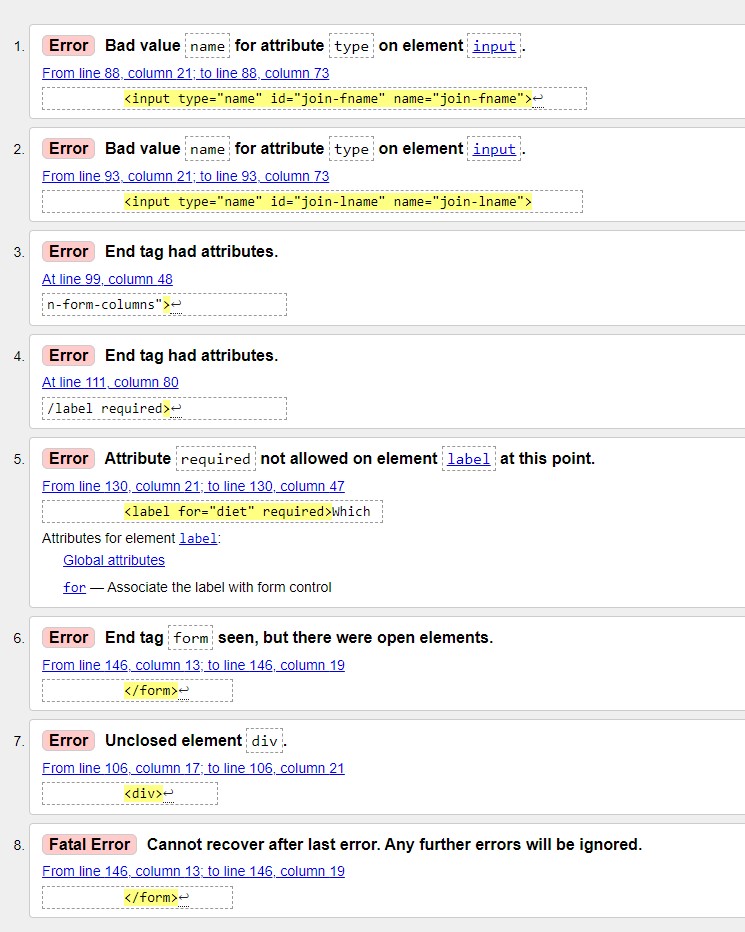 1. Error Bad value name for attribute type on element input.
From line 88, column 21; to line 88, column 73
<input type="name" id="join-fname" name="join-fname">↩
2. Error Bad value name for attribute type on element input.
From line 93, column 21; to line 93, column 73
<input type="name" id="join-lname" name="join-lname">
3. Error End tag had attributes.
At line 99, column 48
n-form-columns">↩
4. Error End tag had attributes.
At line 111, column 80
/label required>↩
5. Error Attribute required not allowed on element label at this point.
From line 130, column 21; to line 130, column 47
<label for="diet" required>Which
Attributes for element label:
Global attributes
for — Associate the label with form control
6. Error End tag form seen, but there were open elements.
From line 146, column 13; to line 146, column 19
</form>↩
7. Error Unclosed element div.
From line 106, column 17; to line 106, column 21
<div>↩
8. Fatal Error Cannot recover after last error. Any further errors will be ignored.
From line 146, column 13; to line 146, column 19
</form>↩